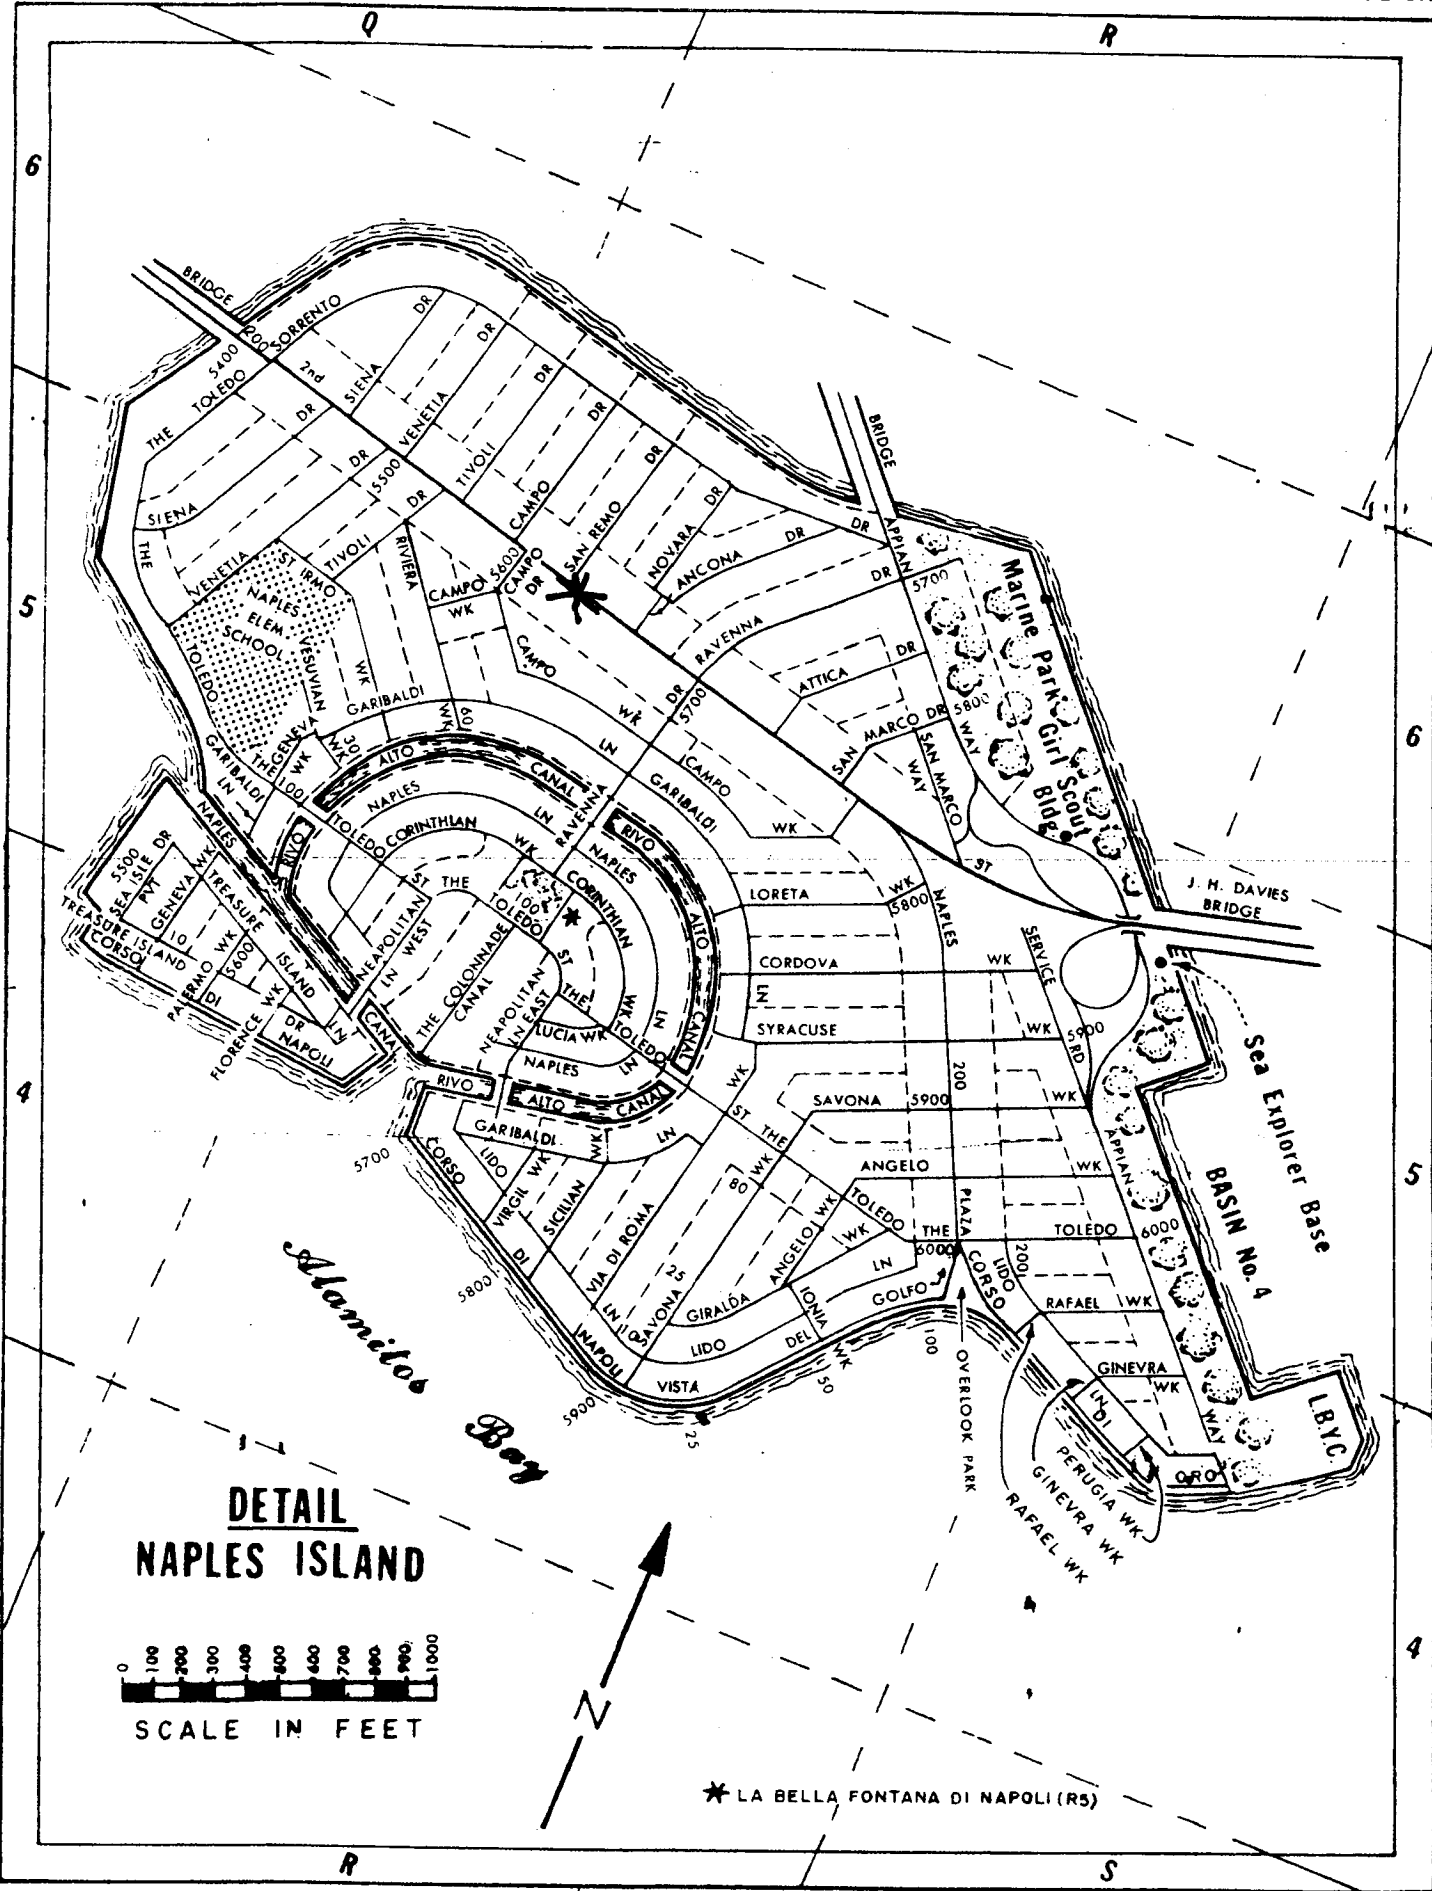 Q
R
6
5
4
6
5
4
R
S
BRIDGE
200
SORRENTO
5400
THE TOLEDO
2nd
SIENA DR
DR
VENETIA DR
DR
5500
TIVOLI DR
DR
CAMPO DR
SAN REMO DR
NOVARA DR
ANCONA DR
DR
BRIDGE
APPIAN
5700
DR
RAVENNA
SIENA
THE
VENETIA
ST IRMO
TIVOLI
RIVIERA
CAMPO
WK
5600
CAMPO
DR
NAPLES
ELEM.
SCHOOL
VESUVIAN
WK
TOLEDO
CAMPO
WK
DR
5700
ATTICA DR
5800
MARCO DR
SAN
SAN MARCO
WAY
WAY
Marine Park
Girl Scout
Bldg.
ST
J. H. DAVIES
BRIDGE
GARIBALDI
WK
60
LN
GARIBALDI
CAMPO
WK
GENEVA
WK
30
WK
THE
100
GARIBALDI
LN
ALTO
CANAL
RIVO
NAPLES
LN
TOLEDO
CORINTHIAN
WK
RAVENNA
RIVO
NAPLES
CORINTHIAN
WK
ALTO
CANAL
LN
ST
THE
TOLEDO
100
ST
THE
TOLEDO
NEAPOLITAN
LN WEST
THE COLONNADE
CANAL
NEAPOLITAN
LN EAST
LUCIA WK
NAPLES
LN
NAPLES
CANAL
5500
SEA ISLE DR
PVT
GENEVA WK
10
TREASURE
ISLAND
LN
TREASURE ISLAND
CORSO
DI
NAPOLI
DR
PALERMO WK
5600
FLORENCE WK
LORETA
WK
5800
NAPLES
CORDOVA
WK
LN
SYRACUSE
WK
SERVICE
RD
5900
WK
200
SAVONA
5900
WK
ANGELO
WK
PLAZA
RIVO
ALTO
CANAL
GARIBALDI
LN
WK
ST
THE
TOLEDO
THE
6000
TOLEDO
6000
APPIAN
WAY
5700
CORSO
DI
NAPOLI
LIDO
LN
VIRGIL WK
SICILIAN
VIA DI ROMA
WK
80
25
SAVONA
10
GIRALDA
WK
ANGELO WK
LN
IONIA
WK
LIDO
VISTA
DEL
GOLFO
5800
5900
25
50
100
CORSO
LIDO
200
RAFAEL WK
GINEVRA
WK
LN
DI
ORO
OVERLOOK PARK
PERUGIA WK
GINEVRA WK
RAFAEL WK
Sea Explorer Base
BASIN No. 4
L.B.Y.C.
Alamitos Bay
DETAIL
NAPLES ISLAND
0 100 200 300 400 500 600 700 800 900 1000
SCALE IN FEET
N
* LA BELLA FONTANA DI NAPOLI (R5)